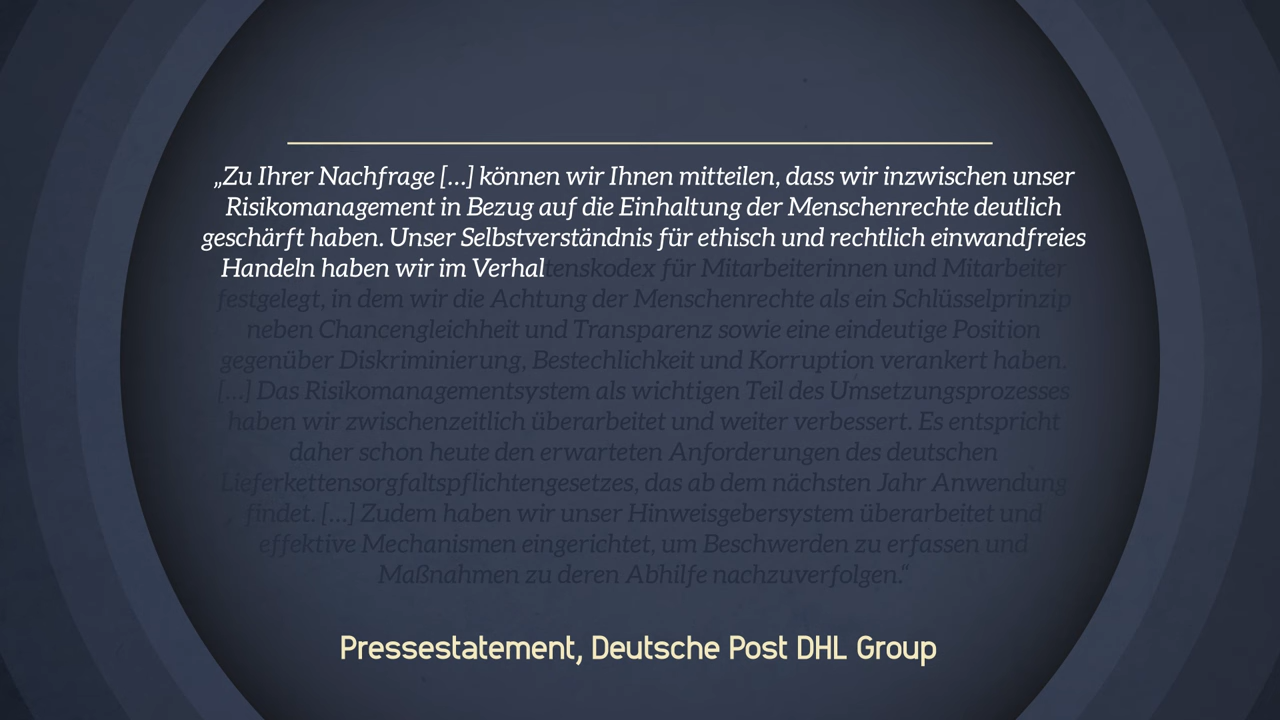 „Zu Ihrer Nachfrage [...] können wir Ihnen mitteilen, dass wir inzwischen unser
Risikomanagement in Bezug auf die Einhaltung der Menschenrechte deutlich
geschärft haben. Unser Selbstverständnis für ethisch und rechtlich einwandfreies
Handeln haben wir im Verhaltenskodex für Mitarbeiterinnen und Mitarbeiter
festgelegt, in dem wir die Achtung der Menschenrechte als ein Schlüsselprinzip
neben Chancengleichheit und Transparenz sowie eine eindeutige Position
gegenüber Diskriminierung, Bestechlichkeit und Korruption verankert haben.
[...] Das Risikomanagementsystem als wichtigen Teil des Umsetzungsprozesses
haben wir zwischenzeitlich überarbeitet und weiter verbessert. Es entspricht
daher schon heute den erwarteten Anforderungen des deutschen
Lieferkettensorgfaltspflichtengesetzes, das ab dem nächsten Jahr Anwendung
findet. [...] Zudem haben wir unser Hinweisgebersystem überarbeitet und
effektive Mechanismen eingerichtet, um Beschwerden zu erfassen und
Maßnahmen zu deren Abhilfe nachzuverfolgen.“
Pressestatement, Deutsche Post DHL Group